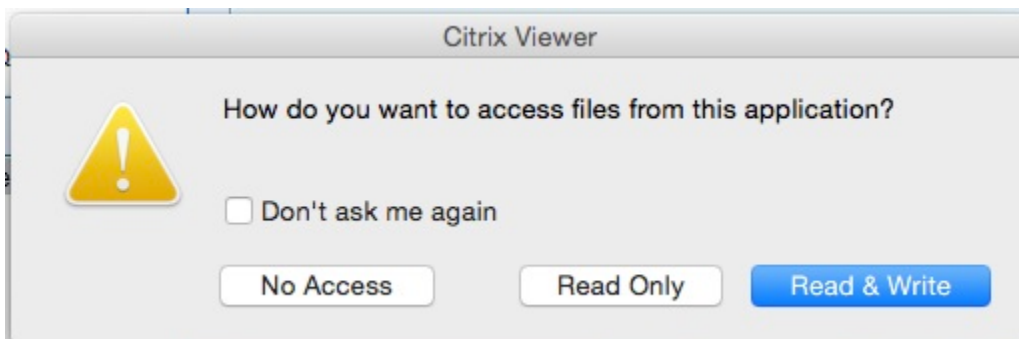 Citrix Viewer
How do you want to access files from this application?
Don't ask me again
No Access
Read Only
Read & Write